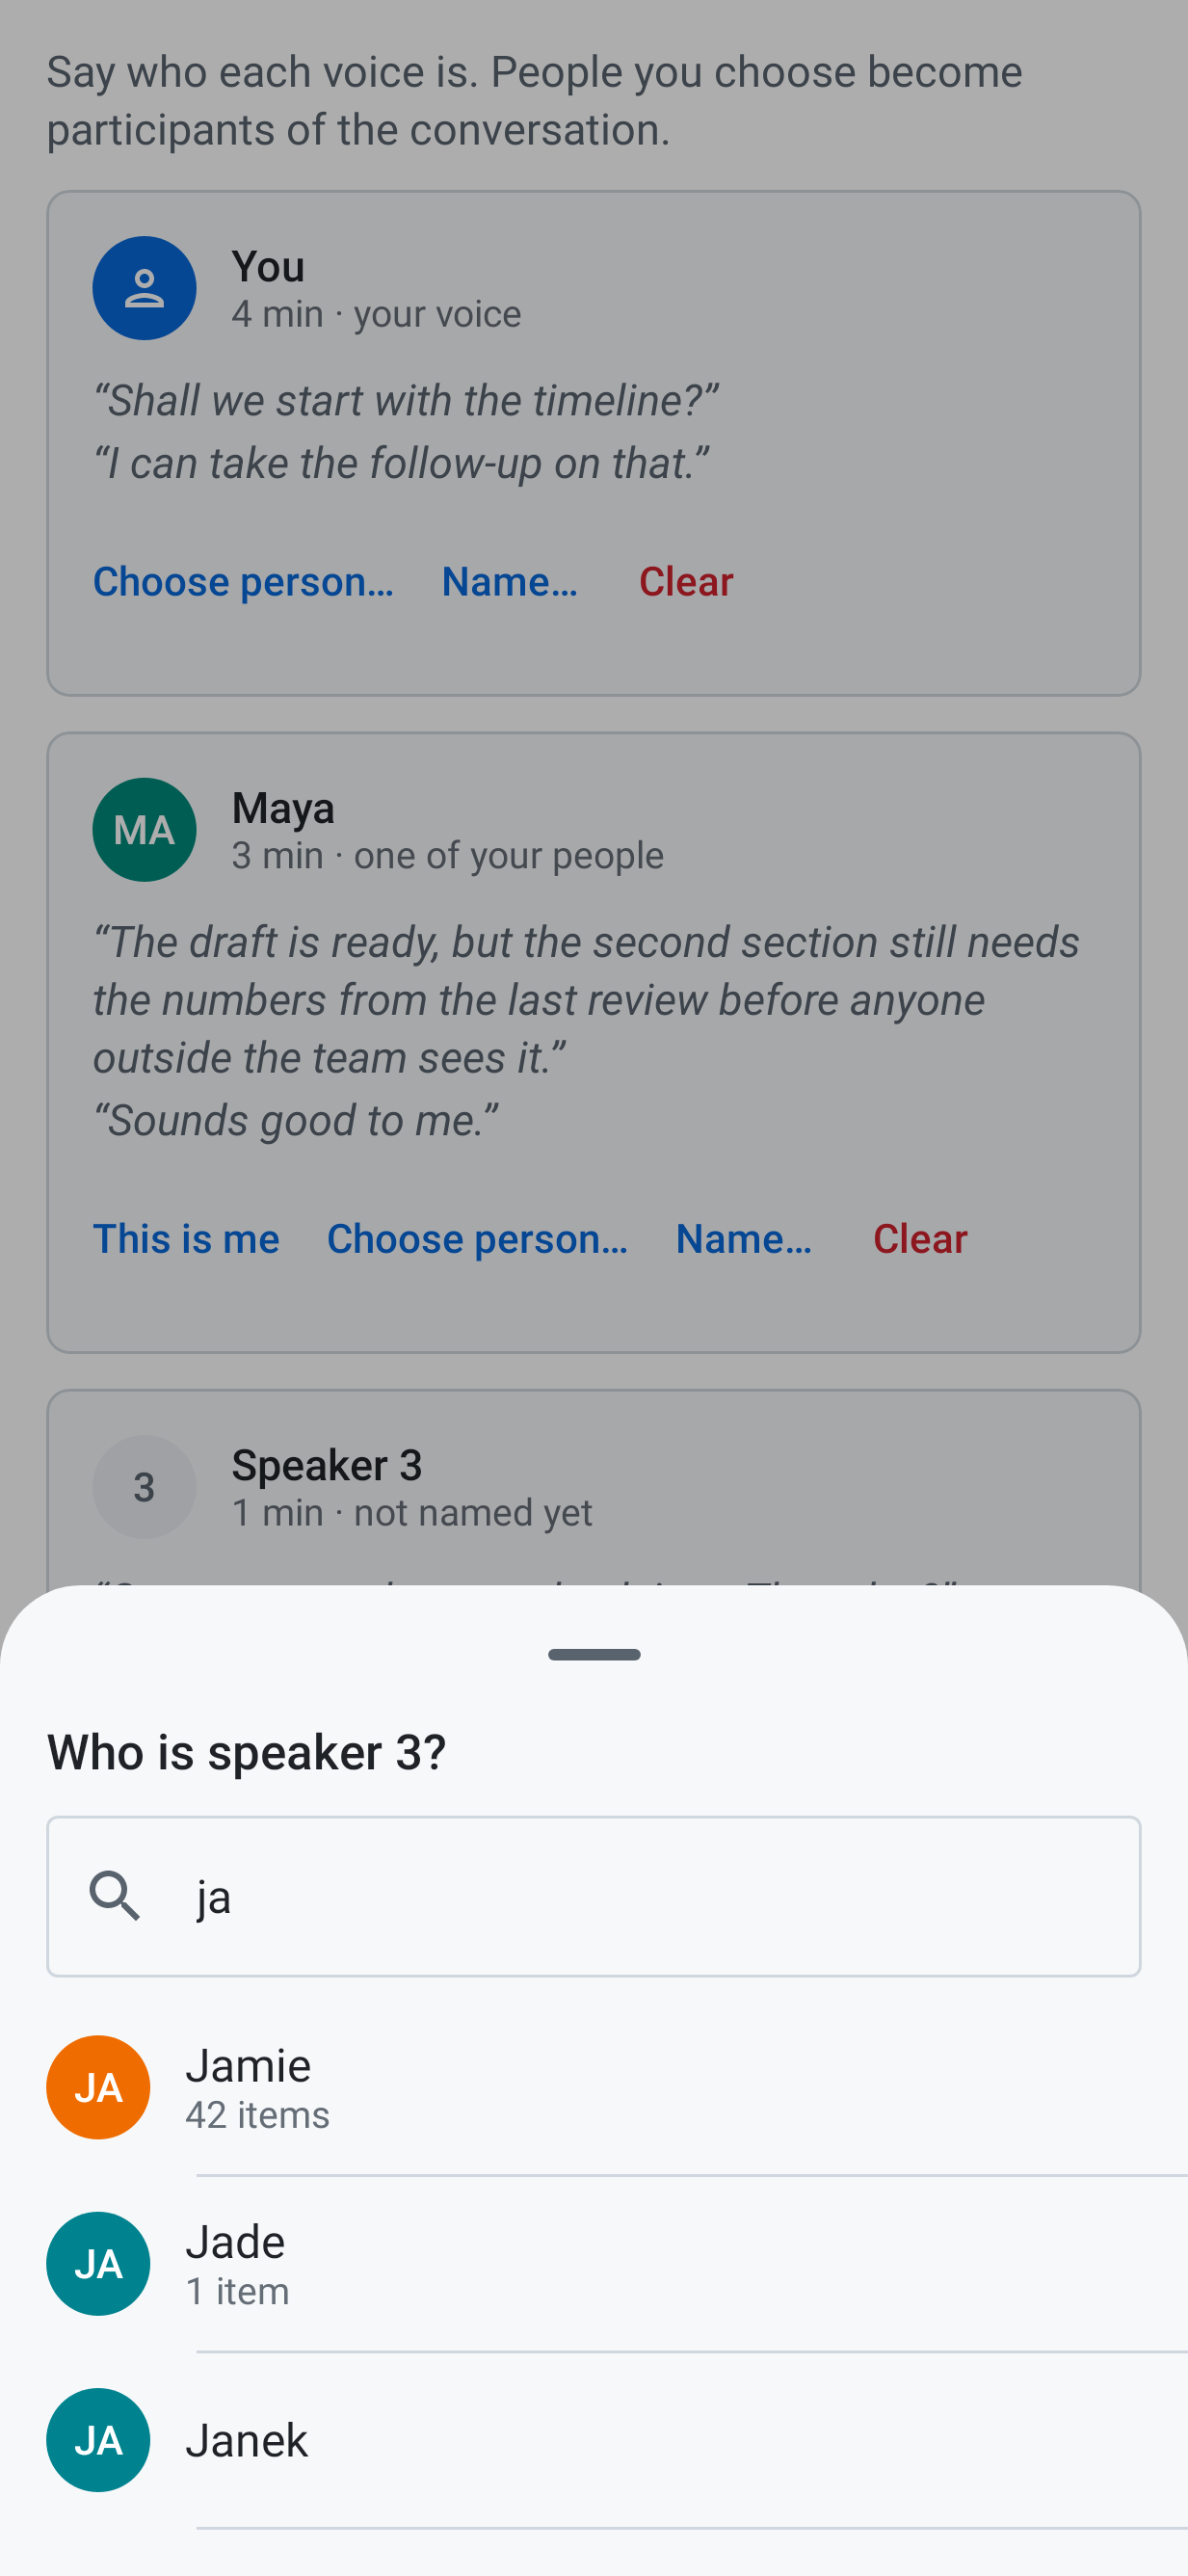 Say who each voice is. People you choose become
participants of the conversation.
You
4 min · your voice
“Shall we start with the timeline?”
“I can take the follow-up on that.”
Choose person… Name… Clear
MA
Maya
3 min · one of your people
“The draft is ready, but the second section still needs
the numbers from the last review before anyone
outside the team sees it.”
“Sounds good to me.”
This is me Choose person… Name… Clear
3
Speaker 3
1 min · not named yet
Who is speaker 3?
ja
JA
Jamie
42 items
JA
Jade
1 item
JA
Janek